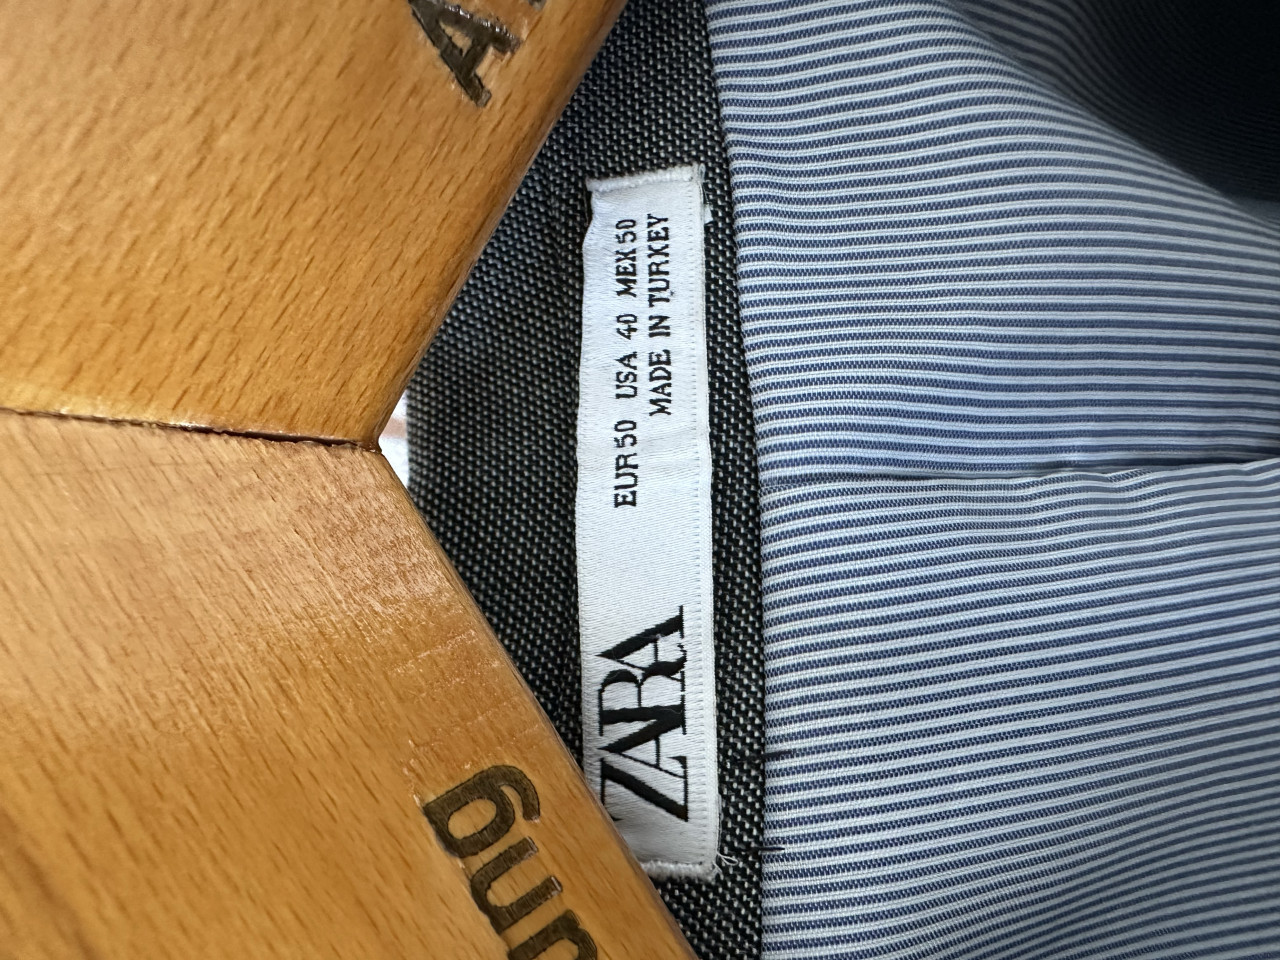 ZARA
EUR 50 USA 40 MEX 50
MADE IN TURKEY